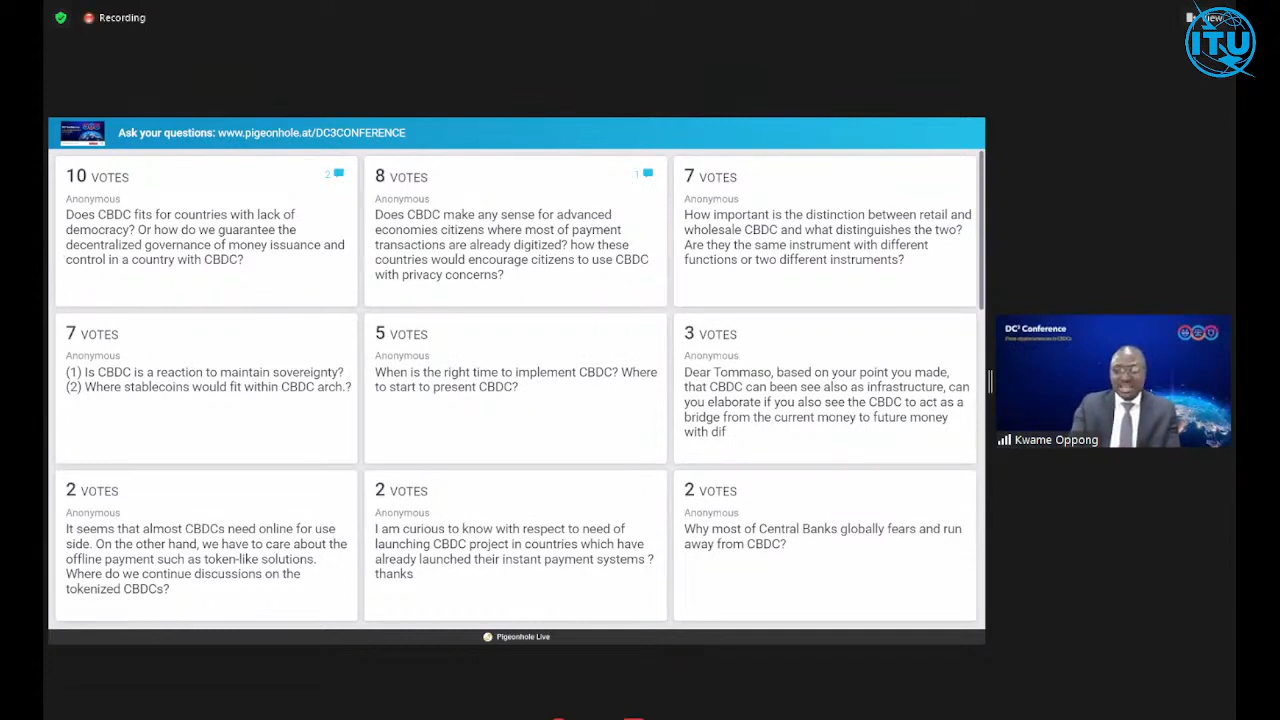 Recording
View
ITU
Ask your questions: www.pigeonhole.at/DC3CONFERENCE
10 VOTES
2
Anonymous
Does CBDC fits for countries with lack of
democracy? Or how do we guarantee the
decentralized governance of money issuance and
control in a country with CBDC?
8 VOTES
1
Anonymous
Does CBDC make any sense for advanced
economies citizens where most of payment
transactions are already digitized? how these
countries would encourage citizens to use CBDC
with privacy concerns?
7 VOTES
Anonymous
How important is the distinction between retail and
wholesale CBDC and what distinguishes the two?
Are they the same instrument with different
functions or two different instruments?
7 VOTES
Anonymous
(1) Is CBDC is a reaction to maintain sovereignty?
(2) Where stablecoins would fit within CBDC arch.?
5 VOTES
Anonymous
When is the right time to implement CBDC? Where
to start to present CBDC?
3 VOTES
Anonymous
Dear Tommaso, based on your point you made,
that CBDC can been see also as infrastructure, can
you elaborate if you also see the CBDC to act as a
bridge from the current money to future money
with dif
2 VOTES
Anonymous
It seems that almost CBDCs need online for use
side. On the other hand, we have to care about the
offline payment such as token-like solutions.
Where do we continue discussions on the
tokenized CBDCs?
2 VOTES
Anonymous
I am curious to know with respect to need of
launching CBDC project in countries which have
already launched their instant payment systems ?
thanks
2 VOTES
Anonymous
Why most of Central Banks globally fears and run
away from CBDC?
Pigeonhole Live
DC³ Conference
From cryptocurrencies to CBDCs
Kwame Oppong